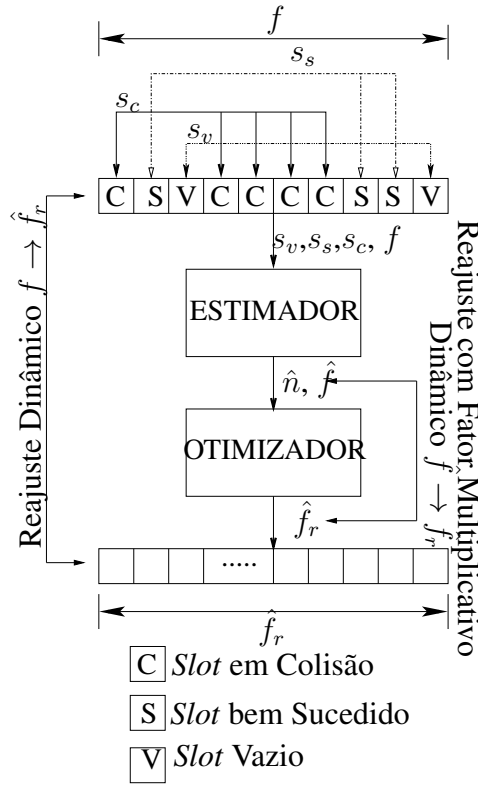 f
s_s
s_c
s_v
C S V C C C C S S V
s_v,s_s,s_c, f
ESTIMADOR
n̂, f̂
OTIMIZADOR
f̂_r
.....
f̂_r
Reajuste Dinâmico f → f̂_r
Reajuste com Fator Multiplicativo
Dinâmico f̂ → f̂_r
C Slot em Colisão
S Slot bem Sucedido
V Slot Vazio